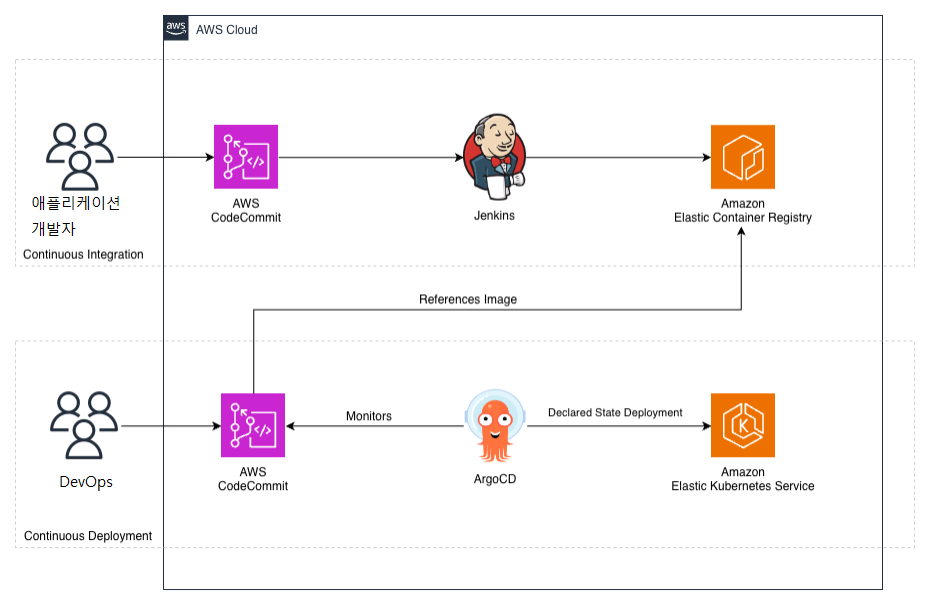 aws
AWS Cloud
애플리케이션
개발자
AWS
CodeCommit
Jenkins
Amazon
Elastic Container Registry
Continuous Integration
References Image
Monitors
Declared State Deployment
DevOps
AWS
CodeCommit
ArgoCD
K
Amazon
Elastic Kubernetes Service
Continuous Deployment